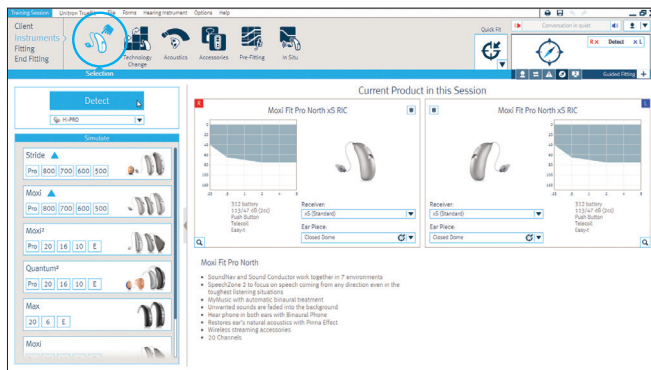 Training Session Unitron TrueFit File Forms Hearing Instrument Options Help
Client
Instruments
Fitting
End Fitting
Technology Change
Acoustics
Accessories
Pre-Fitting
In Situ
Quick Fit
Conversation in quiet
R X Detect X L
Selection
Guided Fitting
Detect
Hi-PRO
Simulate
Stride
Pro 800 700 600 500
Moxi
Pro 800 700 600 500
Moxi²
Pro 20 16 10 E
Quantum²
Pro 20 16 10 E
Max
20 6 E
Moxi
Current Product in this Session
R
Moxi Fit Pro North xS RIC
312 battery
113/47 dB (2cc)
Push Button
Telecoil
Easy-t
Receiver:
xS (Standard)
Ear Piece:
Closed Dome
L
Moxi Fit Pro North xS RIC
312 battery
113/47 dB (2cc)
Push Button
Telecoil
Easy-t
Receiver:
xS (Standard)
Ear Piece:
Closed Dome
Moxi Fit Pro North
• SoundNav and Sound Conductor work together in 7 environments
• SpeechZone 2 to focus on speech coming from any direction even in the
toughest listening situations
• MyMusic with automatic binaural treatment
• Unwanted sounds are faded into the background
• Hear phone in both ears with Binaural Phone
• Restores ear's natural acoustics with Pinna Effect
• Wireless streaming accessories
• 20 Channels